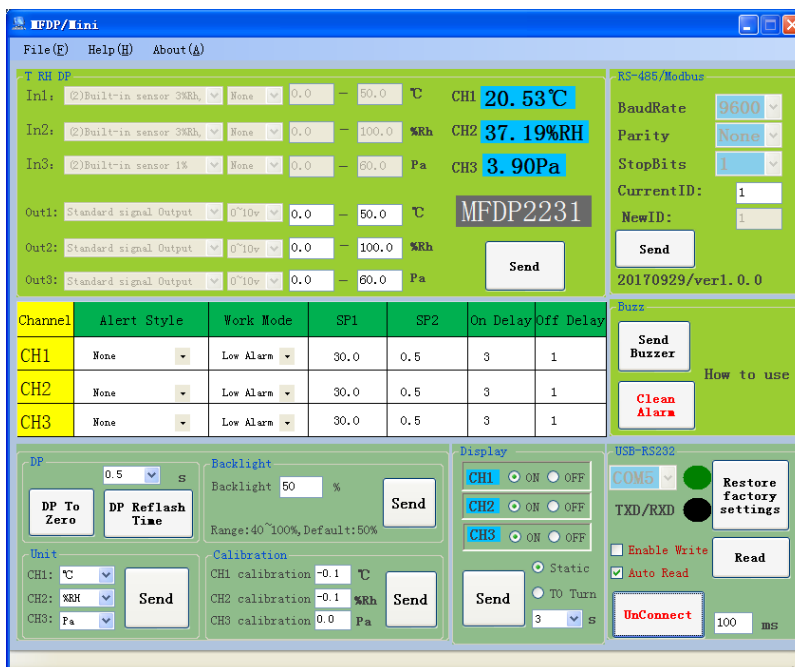 MFDP/Mini
File(F) Help(H) About(A)
T RH DP
In1: (2)Built-in sensor 3%Rh, None 0.0 — 50.0 ℃ CH1 20.53℃
In2: (2)Built-in sensor 3%Rh, None 0.0 — 100.0 %Rh CH2 37.19%RH
In3: (2)Built-in sensor 1% None 0.0 — 60.0 Pa CH3 3.90Pa
Out1: Standard signal Output 0~10v 0.0 — 50.0 ℃ MFDP2231
Out2: Standard signal Output 0~10v 0.0 — 100.0 %Rh
Out3: Standard signal Output 0~10v 0.0 — 60.0 Pa
Send
RS-485/Modbus
BaudRate 9600
Parity None
StopBits 1
CurrentID: 1
NewID: 1
Send
20170929/ver1.0.0
Channel Alert Style Work Mode SP1 SP2 On Delay Off Delay
CH1 None Low Alarm 30.0 0.5 3 1
CH2 None Low Alarm 30.0 0.5 3 1
CH3 None Low Alarm 30.0 0.5 3 1
Buzz
Send
Buzzer
How to use
Clean
Alarm
DP
0.5 s
DP To
Zero
DP Reflash
Time
Backlight
Backlight 50 %
Send
Range:40~100%,Default:50%
Unit
CH1: ℃
CH2: %RH
CH3: Pa
Send
Calibration
CH1 calibration -0.1 ℃
CH2 calibration -0.1 %Rh
CH3 calibration 0.0 Pa
Send
Display
CH1 ON OFF
CH2 ON OFF
CH3 ON OFF
Static
TO Turn
Send
3 s
USB-RS232
COM5
TXD/RXD
Restore
factory
settings
Enable Write
Auto Read
Read
UnConnect
100 ms